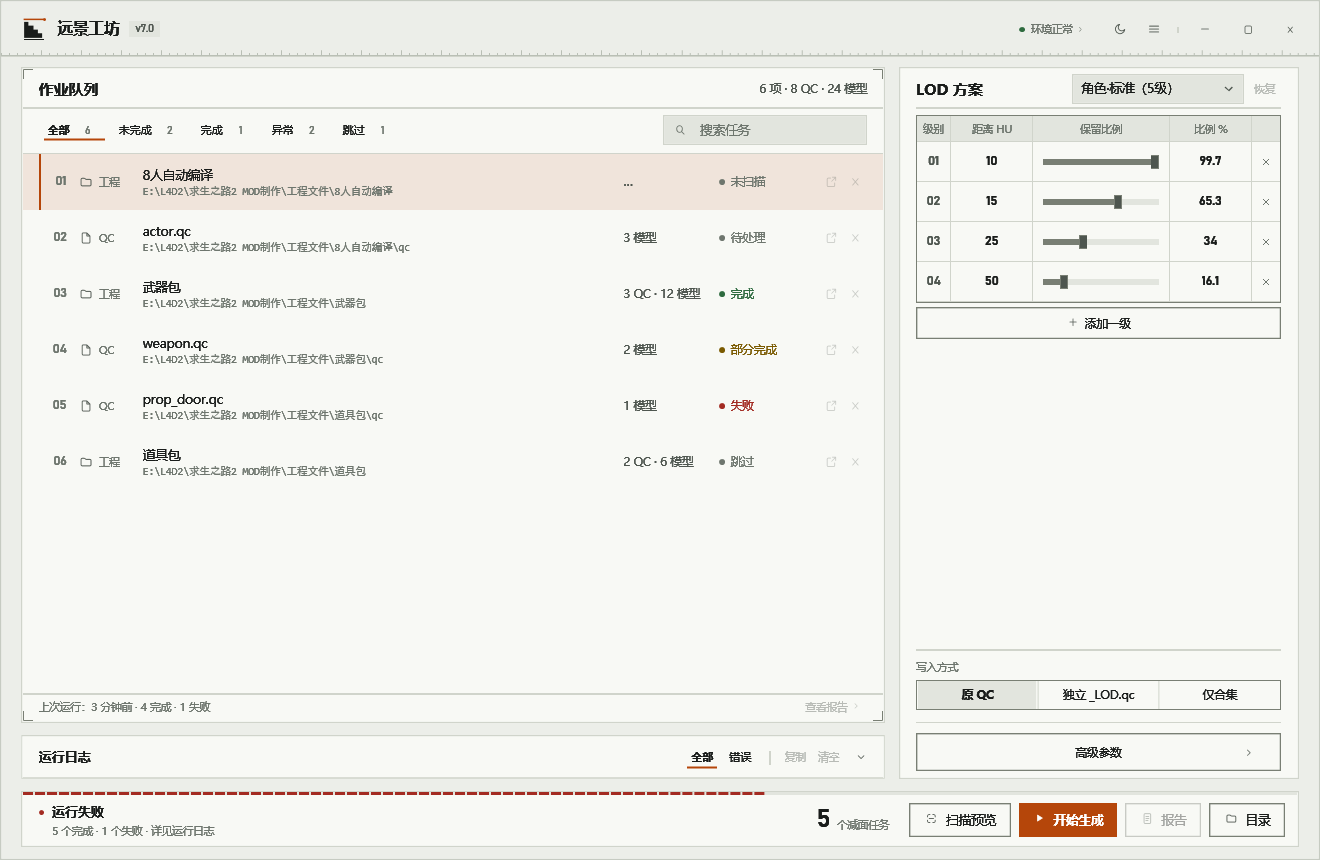 远景工坊 v7.0 环境正常
作业队列 6 项 · 8 QC · 24 模型
全部 6 未完成 2 完成 1 异常 2 跳过 1 搜索任务
01 工程 8人自动编译 ... 未扫描
E:\L4D2\求生之路2 MOD制作\工程文件\8人自动编译
02 QC actor.qc 3 模型 待处理
E:\L4D2\求生之路2 MOD制作\工程文件\8人自动编译\qc
03 工程 武器包 3 QC · 12 模型 完成
E:\L4D2\求生之路2 MOD制作\工程文件\武器包
04 QC weapon.qc 2 模型 部分完成
E:\L4D2\求生之路2 MOD制作\工程文件\武器包\qc
05 QC prop_door.qc 1 模型 失败
E:\L4D2\求生之路2 MOD制作\工程文件\道具包\qc
06 工程 道具包 2 QC · 6 模型 跳过
E:\L4D2\求生之路2 MOD制作\工程文件\道具包
上次运行: 3 分钟前 · 4 完成 · 1 失败 查看报告
LOD 方案 角色·标准（5级） 恢复
级别 距离 HU 保留比例 比例 %
01 10 99.7
02 15 65.3
03 25 34
04 50 16.1
+ 添加一级
写入方式
原 QC 独立 _LOD.qc 仅合集
高级参数
运行日志 全部 错误 复制 清空
运行失败
5 个完成 · 1 个失败 · 详见运行日志
5 个减面任务 扫描预览 开始生成 报告 目录